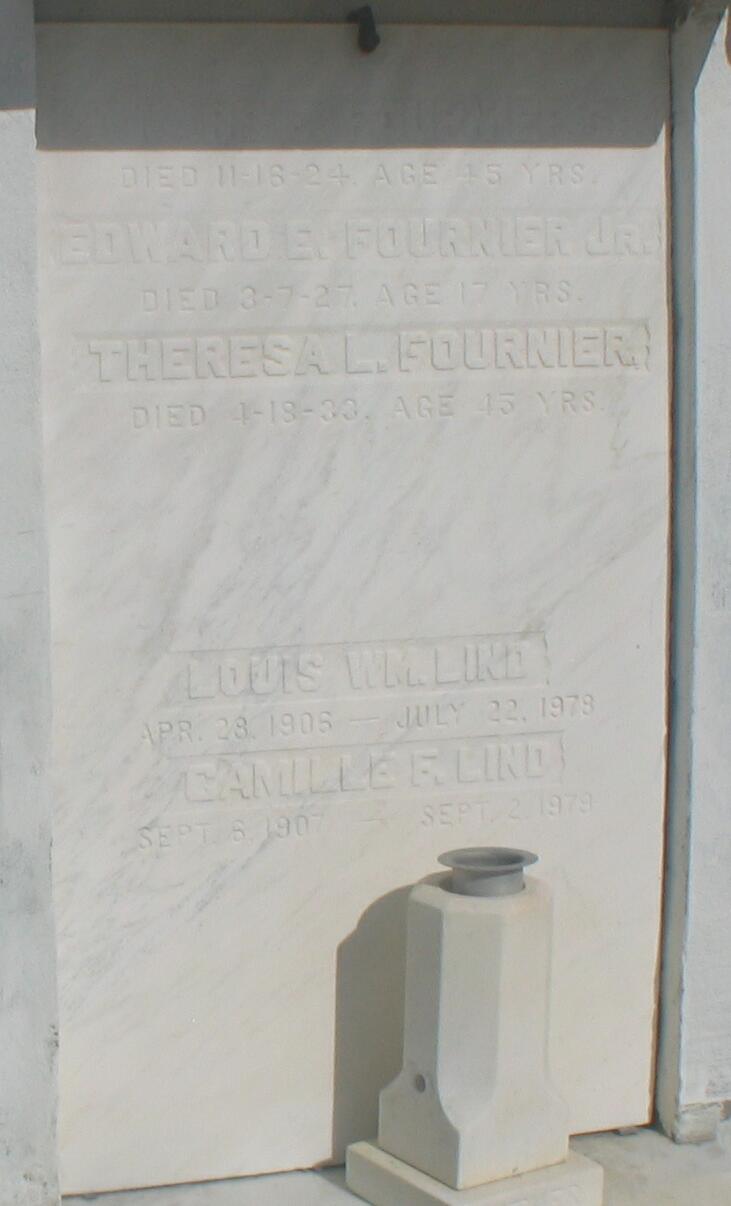 DIED 11-18-24. AGE 45 YRS.
EDWARD E. FOURNIER JR.
DIED 3-7-27. AGE 17 YRS.
THERESA L. FOURNIER.
DIED 4-18-33. AGE 45 YRS.
LOUIS WM. LIND
APR. 28. 1906 — JULY 22. 1978
CAMILLE F. LIND
SEPT. 8. 1907 — SEPT. 2. 1979